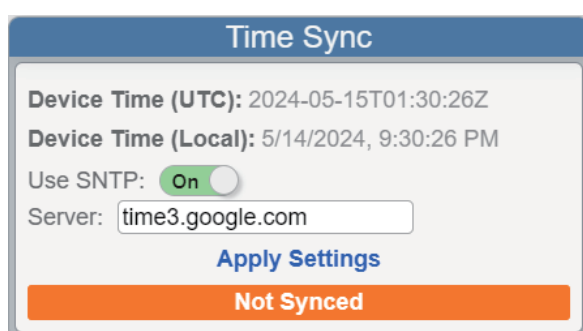 Time Sync
Device Time (UTC): 2024-05-15T01:30:26Z
Device Time (Local): 5/14/2024, 9:30:26 PM
Use SNTP: On
Server: time3.google.com
Apply Settings
Not Synced